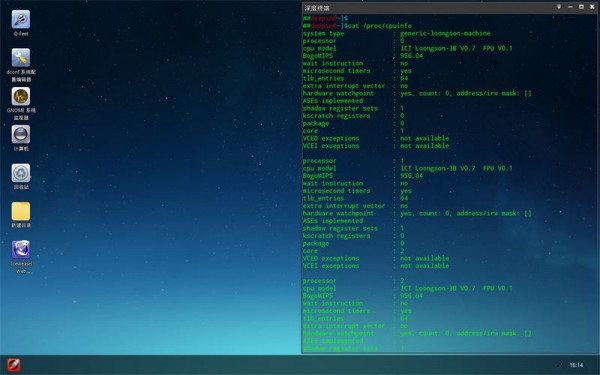 D-Feet
dconf 系统配
置编辑器
GNOME 系统
监视器
计算机
回收站
新建目录
深度终端
~]$
~]$cat /proc/cpuinfo
system type : generic-loongson-machine
processor : 0
cpu model : ICT Loongson-3B V0.7 FPU V0.1
BogoMIPS : 956.04
wait instruction : no
microsecond timers : yes
tlb_entries : 64
extra interrupt vector : no
hardware watchpoint : yes, count: 0, address/irw mask: []
ASEs implemented :
shadow register sets : 1
kscratch registers : 0
package : 0
core : 1
VCED exceptions : not available
VCEI exceptions : not available
processor : 1
cpu model : ICT Loongson-3B V0.7 FPU V0.1
BogoMIPS : 956.04
wait instruction : no
microsecond timers : yes
tlb_entries : 64
extra interrupt vector : no
hardware watchpoint : yes, count: 0, address/irw mask: []
ASEs implemented :
shadow register sets : 1
kscratch registers : 0
package : 0
core : 2
VCED exceptions : not available
VCEI exceptions : not available
processor : 2
cpu model : ICT Loongson-3B V0.7 FPU V0.1
BogoMIPS : 956.04
wait instruction : no
microsecond timers : yes
tlb_entries : 64
extra interrupt vector : no
hardware watchpoint : yes, count: 0, address/irw mask: []
ASEs implemented :
shadow register sets : 1
16:14